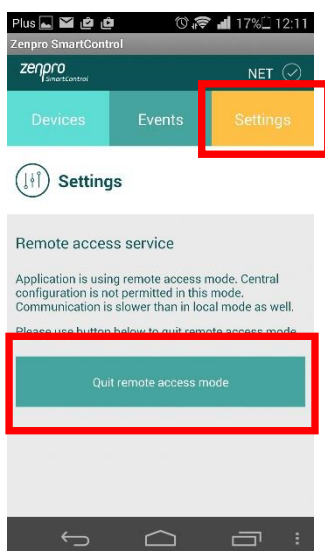 Plus 17% 12:11
Zenpro SmartControl
zenpro
SmartControl
NET
Devices Events Settings
Settings
Remote access service
Application is using remote access mode. Central
configuration is not permitted in this mode.
Communication is slower than in local mode as well.
Please use button below to quit remote access mode
Quit remote access mode